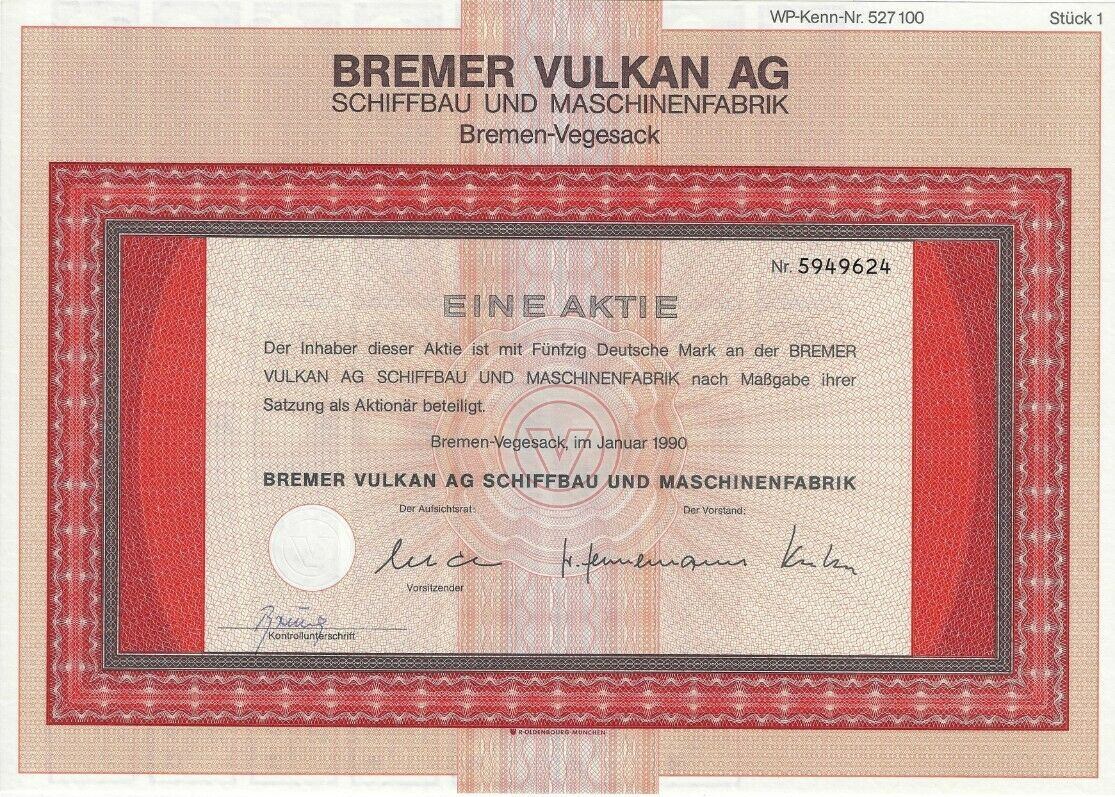 WP-Kenn-Nr. 527100 Stück 1
BREMER VULKAN AG
SCHIFFBAU UND MASCHINENFABRIK
Bremen-Vegesack
Nr. 5949624
EINE AKTIE
Der Inhaber dieser Aktie ist mit Fünfzig Deutsche Mark an der BREMER
VULKAN AG SCHIFFBAU UND MASCHINENFABRIK nach Maßgabe ihrer
Satzung als Aktionär beteiligt.
Bremen-Vegesack, im Januar 1990
BREMER VULKAN AG SCHIFFBAU UND MASCHINENFABRIK
Der Aufsichtsrat: Der Vorstand:
Vorsitzender
Kontrollunterschrift
R·OLDENBOURG·MÜNCHEN